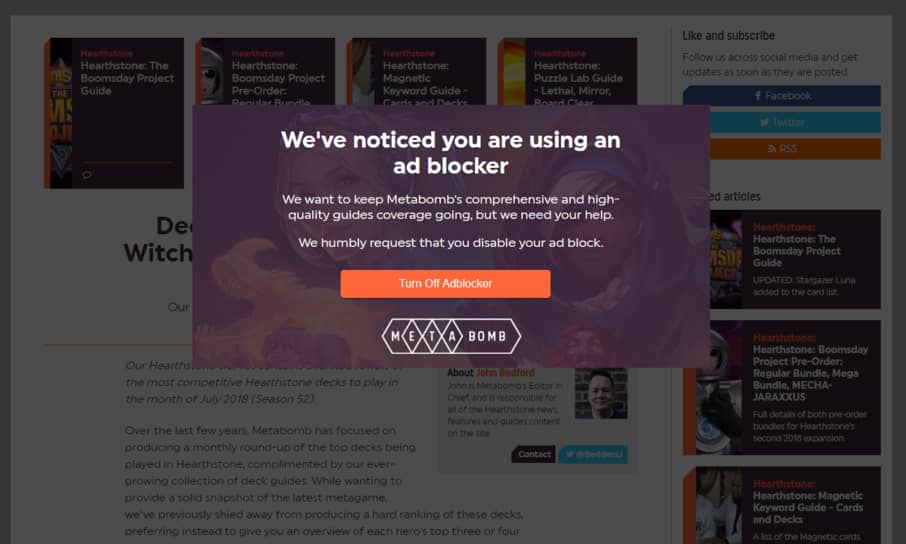 Hearthstone
Hearthstone: The
Boomsday Project
Guide
Hearthstone
Hearthstone:
Boomsday Project
Pre-Order:
Regular Bundle,
Hearthstone
Hearthstone:
Magnetic
Keyword Guide -
Cards and Decks
Hearthstone
Hearthstone:
Puzzle Lab Guide
- Lethal, Mirror,
Board Clear
Like and subscribe
Follow us across social media and get
updates as soon as they are posted
Facebook
Twitter
RSS
We've noticed you are using an
ad blocker
We want to keep Metabomb's comprehensive and high-
quality guides coverage going, but we need your help.
We humbly request that you disable your ad block.
Turn Off Adblocker
META BOMB
Witch
Our
the most competitive Hearthstone decks to play in
the month of July 2018 (Season 52).
Over the last few years, Metabomb has focused on
producing a monthly round-up of the top decks being
played in Hearthstone, complimented by our ever-
growing collection of deck guides. While wanting to
provide a solid snapshot of the latest metagame,
we've previously shied away from producing a hard ranking of these decks,
preferring instead to give you an overview of each hero's top three or four
About John Bedford
John is Metabomb's Editor in
Chief, and is responsible for
all of the Hearthstone news,
features and guides content
on the site.
Contact
@BeddersJ
articles
Hearthstone:
Hearthstone: The
Boomsday Project
Guide
UPDATED: Stargazer Luna
added to the card list.
Hearthstone:
Hearthstone: Boomsday
Project Pre-Order:
Regular Bundle, Mega
Bundle, MECHA-
JARAXXUS
Full details of both pre-order
bundles for Hearthstone's
second 2018 expansion.
Hearthstone:
Hearthstone: Magnetic
Keyword Guide - Cards
and Decks
A list of the Magnetic cards